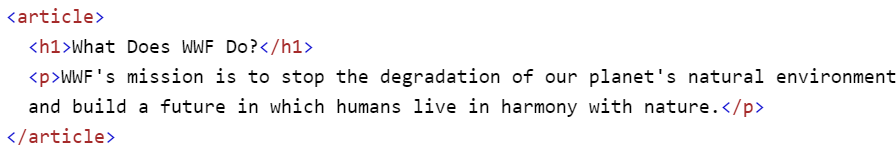 <article>
<h1>What Does WWF Do?</h1>
<p>WWF's mission is to stop the degradation of our planet's natural environment
and build a future in which humans live in harmony with nature.</p>
</article>